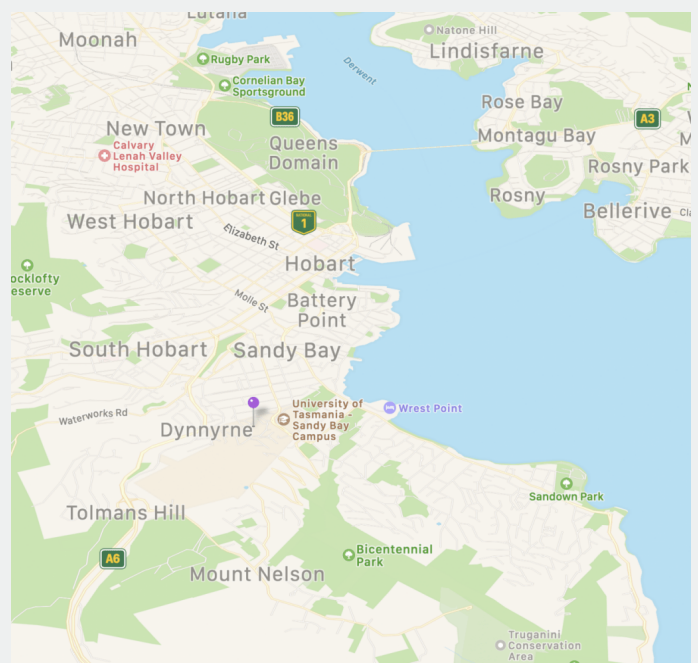 Lutana
Moonah
Natone Hill
Lindisfarne
Rugby Park
Derwent
Cornelian Bay
Sportsground
Rose Bay
B36
A3
New Town
Montagu Bay
Queens
Domain
Calvary
Lenah Valley
Hospital
Rosny Park
North Hobart
Glebe
Rosny
West Hobart
NATIONAL
1
Bellerive
Cl
Elizabeth St
Hobart
ocklofty
eserve
Molle St
Battery
Point
South Hobart
Sandy Bay
University of
Tasmania -
Sandy Bay
Campus
Wrest Point
Waterworks Rd
Dynnyrne
Sandown Park
Tolmans Hill
A6
Bicentennial
Park
Mount Nelson
Truganini
Conservation
Area